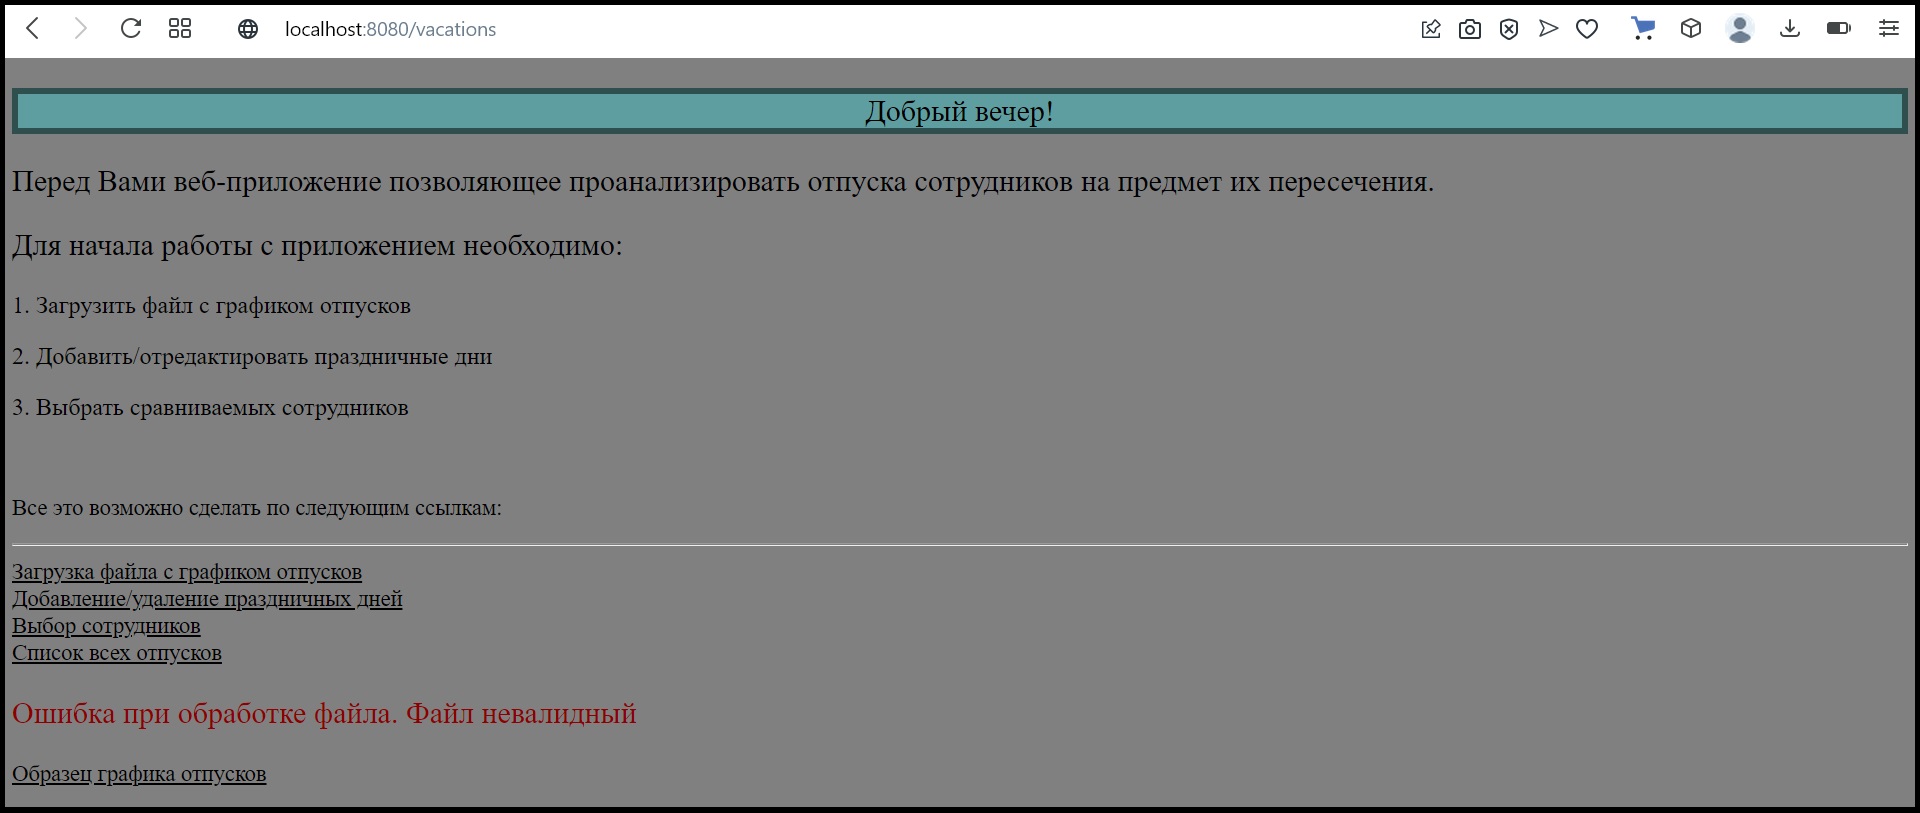 localhost:8080/vacations
Добрый вечер!
Перед Вами веб-приложение позволяющее проанализировать отпуска сотрудников на предмет их пересечения.
Для начала работы с приложением необходимо:
1. Загрузить файл с графиком отпусков
2. Добавить/отредактировать праздничные дни
3. Выбрать сравниваемых сотрудников
Все это возможно сделать по следующим ссылкам:
Загрузка файла с графиком отпусков
Добавление/удаление праздничных дней
Выбор сотрудников
Список всех отпусков
Ошибка при обработке файла. Файл невалидный
Образец графика отпусков